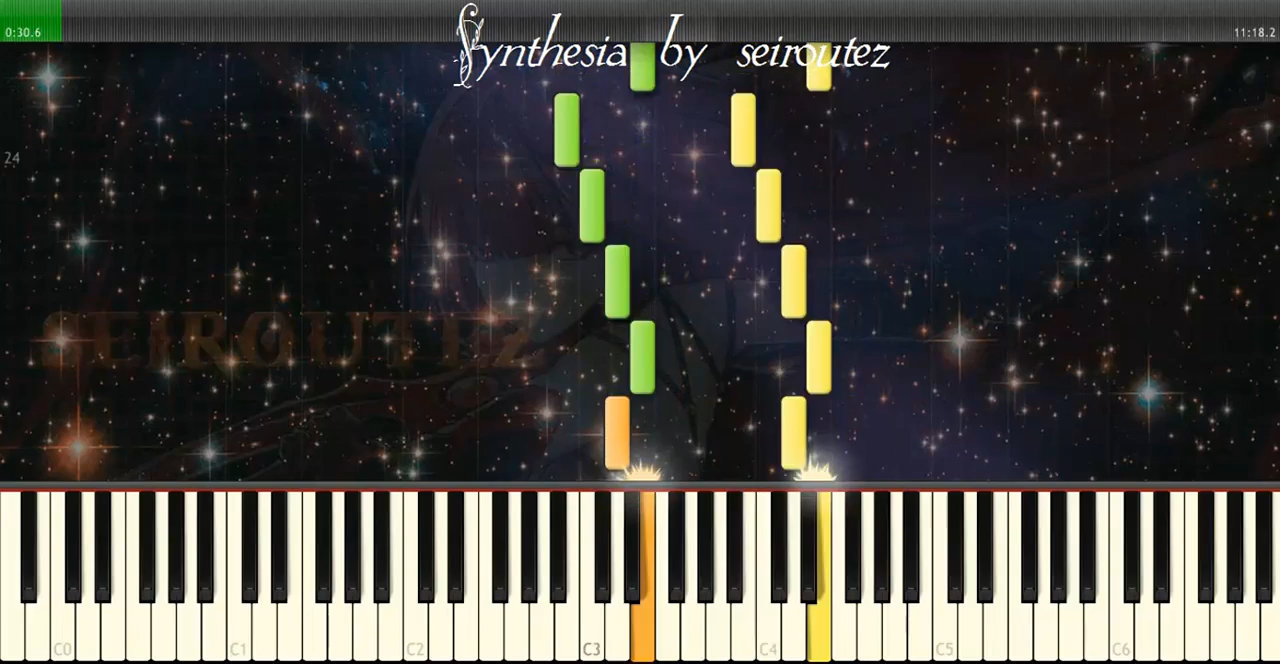 0:30.6
Synthesia by seiroutez
11:18.2
24
SEIROUTEZ
C0 C1 C2 C3 C4 C5 C6